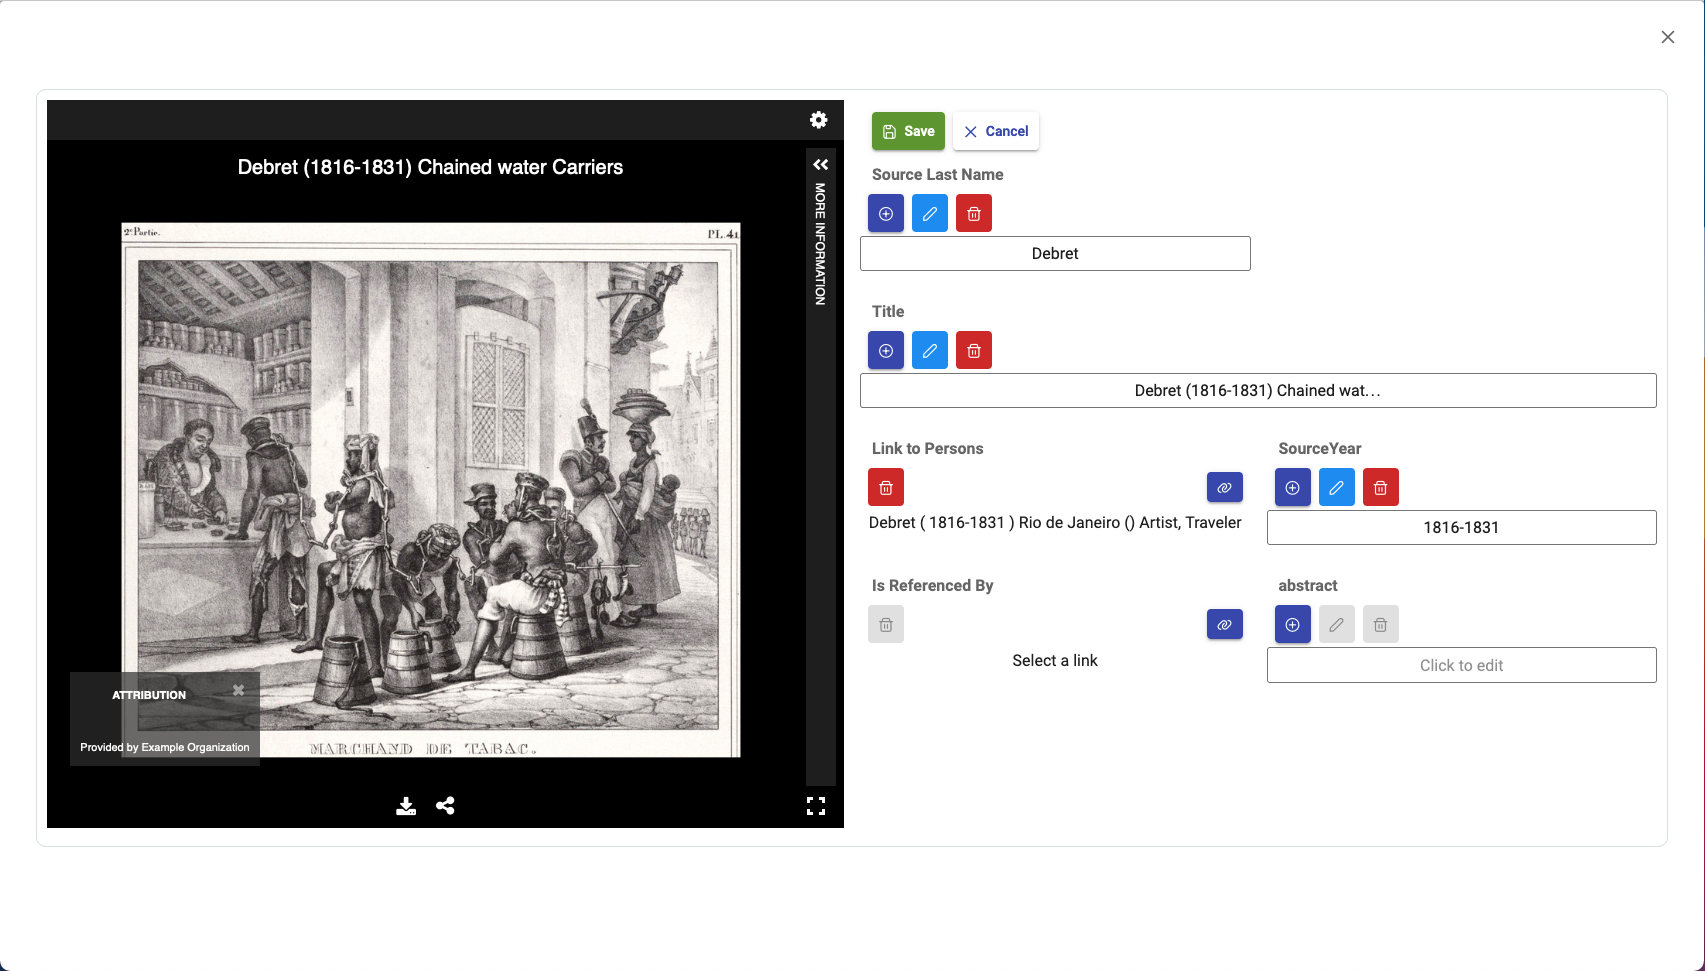 Debret (1816-1831) Chained water Carriers
MORE INFORMATION
2e Partie.
PL.41
MARCHAND DE TABAC.
ATTRIBUTION
Provided by Example Organization
Save
Cancel
Source Last Name
Debret
Title
Debret (1816-1831) Chained wat...
Link to Persons
Debret ( 1816-1831 ) Rio de Janeiro () Artist, Traveler
SourceYear
1816-1831
Is Referenced By
Select a link
abstract
Click to edit